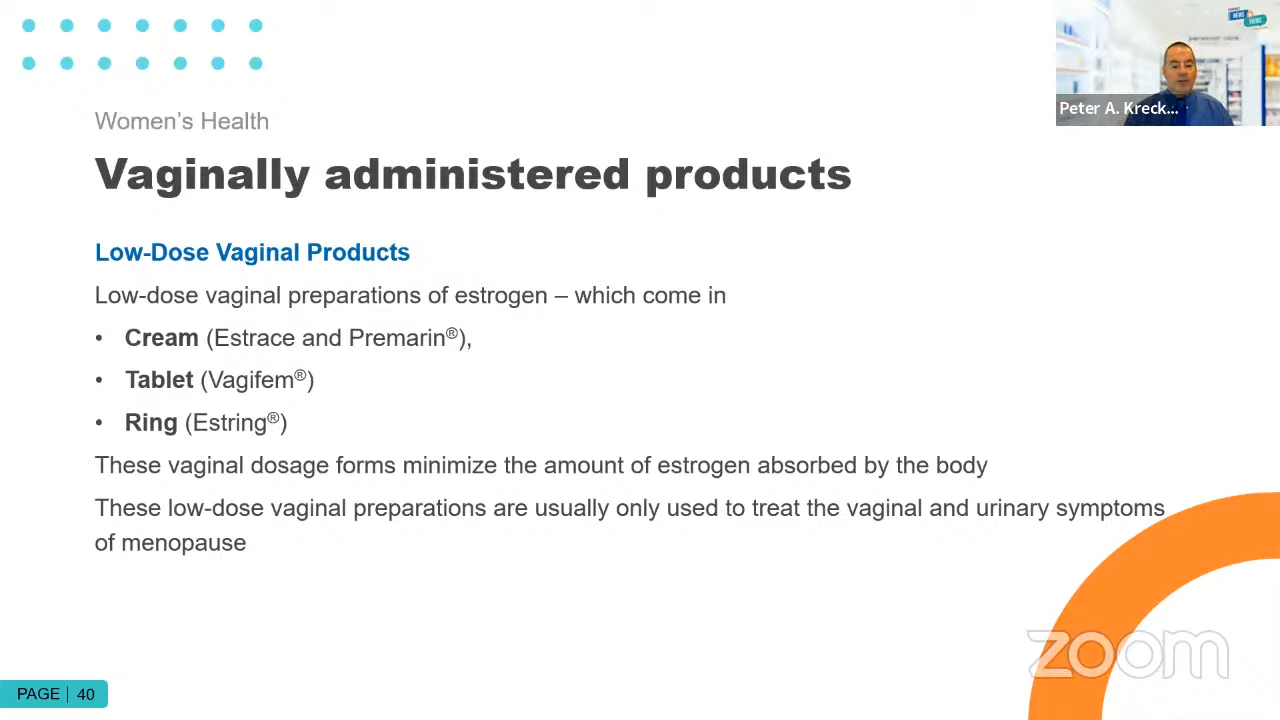 NEWS
VIEWS
Peter A. Kreck...
Women's Health
Vaginally administered products
Low-Dose Vaginal Products
Low-dose vaginal preparations of estrogen – which come in
• Cream (Estrace and Premarin®),
• Tablet (Vagifem®)
• Ring (Estring®)
These vaginal dosage forms minimize the amount of estrogen absorbed by the body
These low-dose vaginal preparations are usually only used to treat the vaginal and urinary symptoms
of menopause
zoom
PAGE | 40